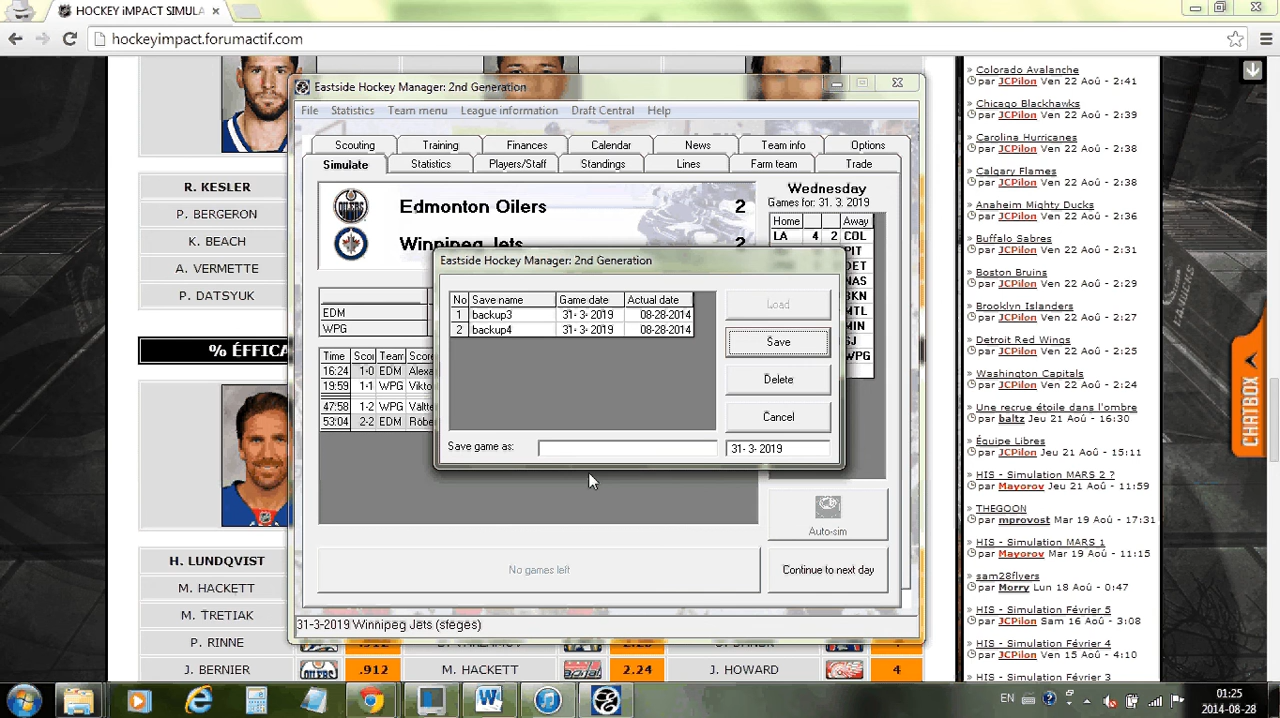 HOCKEY iMPACT SIMULA
hockeyimpact.forumactif.com
R. KESLER
P. BERGERON
K. BEACH
A. VERMETTE
P. DATSYUK
% ÉFFICA
H. LUNDQVIST
M. HACKETT
M. TRETIAK
P. RINNE
J. BERNIER
.912
M. HACKETT
2.24
J. HOWARD
4
Eastside Hockey Manager: 2nd Generation
File Statistics Team menu League information Draft Central Help
Scouting Training Finances Calendar News Team info Options
Simulate Statistics Players/Staff Standings Lines Farm team Trade
Edmonton Oilers 2
Winnipeg Jets 2
EDM
WPG
Time Scor Team Score
16:24 1-0 EDM Alexa
19:59 1-1 WPG Vikto
47:58 1-2 WPG Valtte
53:04 2-2 EDM Robe
Wednesday
Games for: 31. 3. 2019
Home Away
LA 4 2 COL
PIT
DET
NAS
BKN
MTL
MIN
SJ
WPG
Auto-sim
No games left
Continue to next day
31-3-2019 Winnipeg Jets (steges)
Eastside Hockey Manager: 2nd Generation
No Save name Game date Actual date
1 backup3 31- 3-2019 08-28-2014
2 backup4 31- 3-2019 08-28-2014
Load
Save
Delete
Cancel
Save game as: 31- 3- 2019
» Colorado Avalanche
par JCPilon Ven 22 Aoû - 2:41
» Chicago Blackhawks
par JCPilon Ven 22 Aoû - 2:39
» Carolina Hurricanes
par JCPilon Ven 22 Aoû - 2:38
» Calgary Flames
par JCPilon Ven 22 Aoû - 2:38
» Anaheim Mighty Ducks
par JCPilon Ven 22 Aoû - 2:36
» Buffalo Sabres
par JCPilon Ven 22 Aoû - 2:31
» Boston Bruins
par JCPilon Ven 22 Aoû - 2:29
» Brooklyn Islanders
par JCPilon Ven 22 Aoû - 2:27
» Detroit Red Wings
par JCPilon Ven 22 Aoû - 2:25
» Washington Capitals
par JCPilon Ven 22 Aoû - 2:24
» Une recrue étoile dans l'ombre
par baltz Jeu 21 Aoû - 16:30
» Équipe Libres
par JCPilon Jeu 21 Aoû - 15:11
» HIS - Simulation MARS 2 ?
par Mayorov Jeu 21 Aoû - 11:59
» THEGOON
par mprovost Mar 19 Aoû - 17:31
» HIS - Simulation MARS 1
par Mayorov Mar 19 Aoû - 11:15
» sam28flyers
par Morry Lun 18 Aoû - 0:47
» HIS - Simulation Février 5
par JCPilon Sam 16 Aoû - 3:08
» HIS - Simulation Février 4
par JCPilon Ven 15 Aoû - 4:10
» HIS - Simulation Février 3
CHATBOX
EN
01:25
2014-08-28